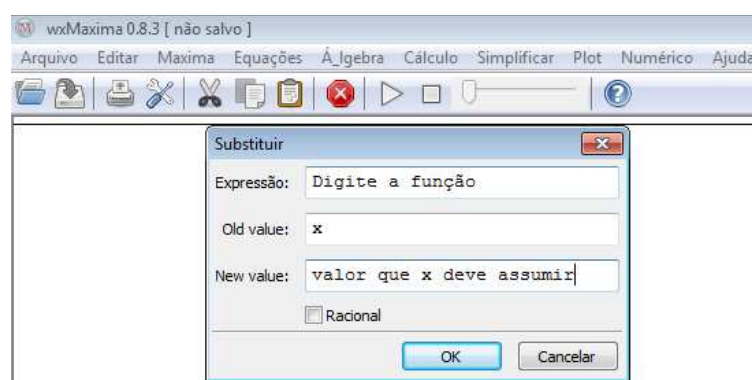 wxMaxima 0.8.3 [ não salvo ]
Arquivo Editar Maxima Equações Á_lgebra Cálculo Simplificar Plot Numérico Ajuda
Substituir
Expressão: Digite a função
Old value: x
New value: valor que x deve assumir
Racional
OK Cancelar